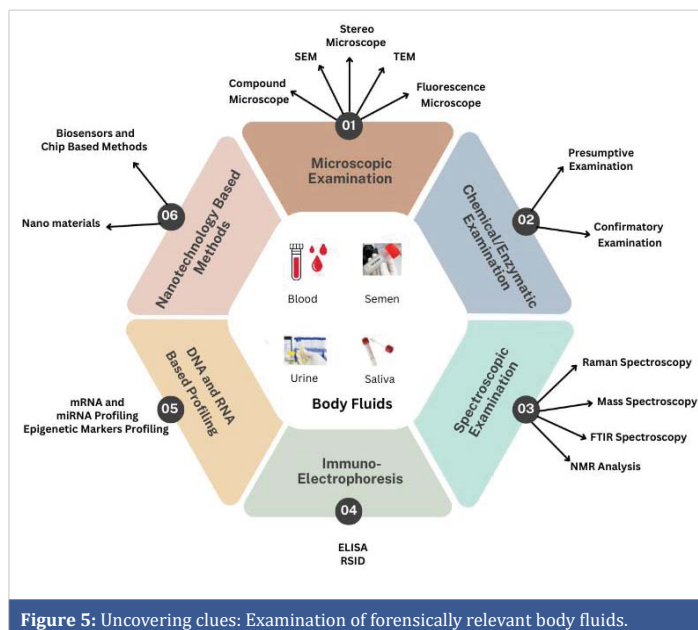 Stereo
Microscope
SEM
TEM
Compound
Microscope
Fluorescence
Microscope
01
Microscopic
Examination
Biosensors and
Chip Based Methods
Nano materials
06
Nanotechnology Based
Methods
Presumptive
Examination
02
Confirmatory
Examination
Chemical/Enzymatic
Examination
Blood
Semen
Urine
Saliva
Body Fluids
Raman Spectroscopy
Mass Spectroscopy
03
FTIR Spectroscopy
NMR Analysis
Spectroscopic
Examination
DNA and RNA
Based Profiling
mRNA and
miRNA Profiling
Epigenetic Markers Profiling
05
Immuno-
Electrophoresis
04
ELISA
RSID
Figure 5: Uncovering clues: Examination of forensically relevant body fluids.